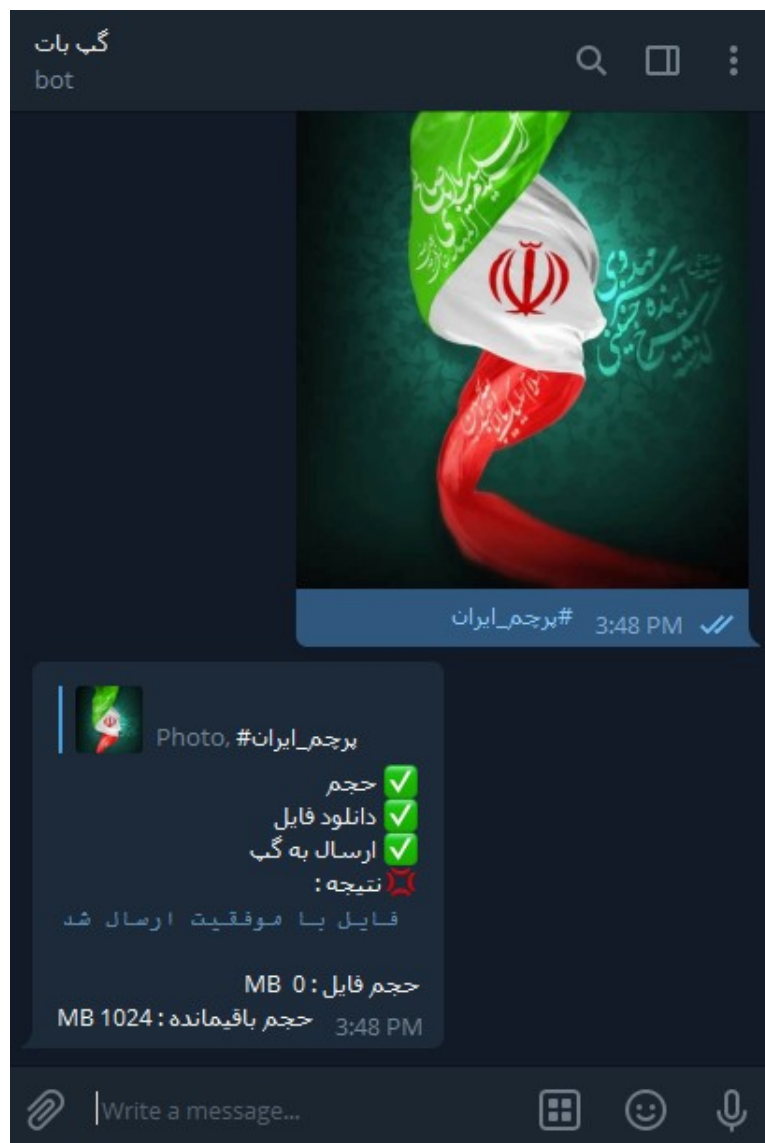 گپ بات
bot
#پرچم_ایران
3:48 PM
Photo, #پرچم_ایران
✅ حجم
✅ دانلود فایل
✅ ارسال به گپ
💢 نتیجه :
فایل با موفقیت ارسال شد
حجم فایل : 0 MB
حجم باقیمانده : 1024 MB
3:48 PM
Write a message...